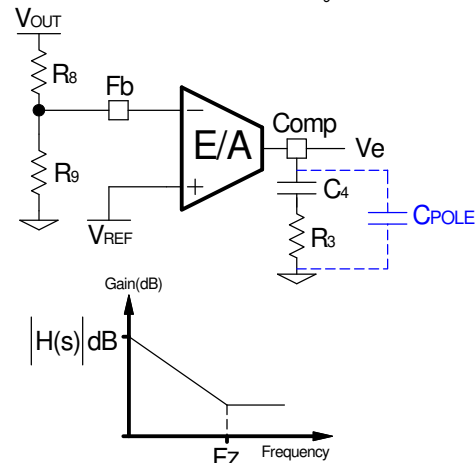 VOUT
R8
Fb
R9
VREF
−
+
E/A
Comp
Ve
C4
R3
CPOLE
Gain(dB)
|H(s)| dB
FZ
Frequency